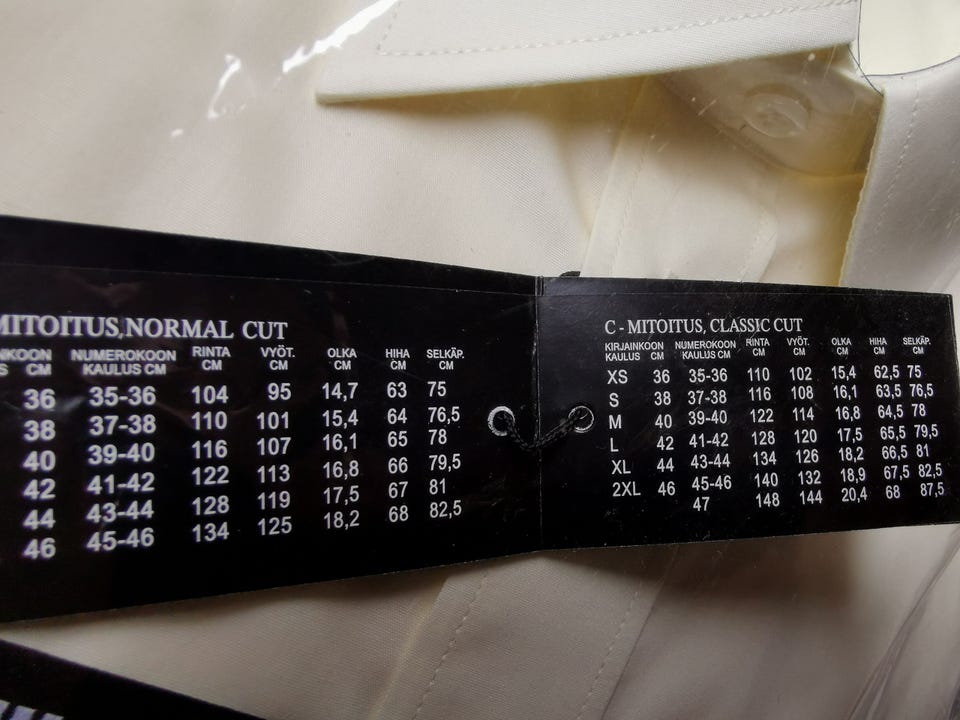 MITOITUS, NORMAL CUT
NUMEROKOON RINTA VYÖT. OLKA HIHA SELKÄP.
CM KAULUS CM CM CM CM CM
36 35-36 104 95 14,7 63 75
38 37-38 110 101 15,4 64 76,5
40 39-40 116 107 16,1 65 78
42 41-42 122 113 16,8 66 79,5
44 43-44 128 119 17,5 67 81
46 45-46 134 125 18,2 68 82,5
C - MITOITUS, CLASSIC CUT
KIRJAINKOON NUMEROKOON RINTA VYÖT. OLKA HIHA SELKÄP.
KAULUS CM KAULUS CM CM CM CM CM CM
XS 36 35-36 110 102 15,4 62,5 75
S 38 37-38 116 108 16,1 63,5 76,5
M 40 39-40 122 114 16,8 64,5 78
L 42 41-42 128 120 17,5 65,5 79,5
XL 44 43-44 134 126 18,2 66,5 81
2XL 46 45-46 140 132 18,9 67,5 82,5
47 148 144 20,4 68 87,5